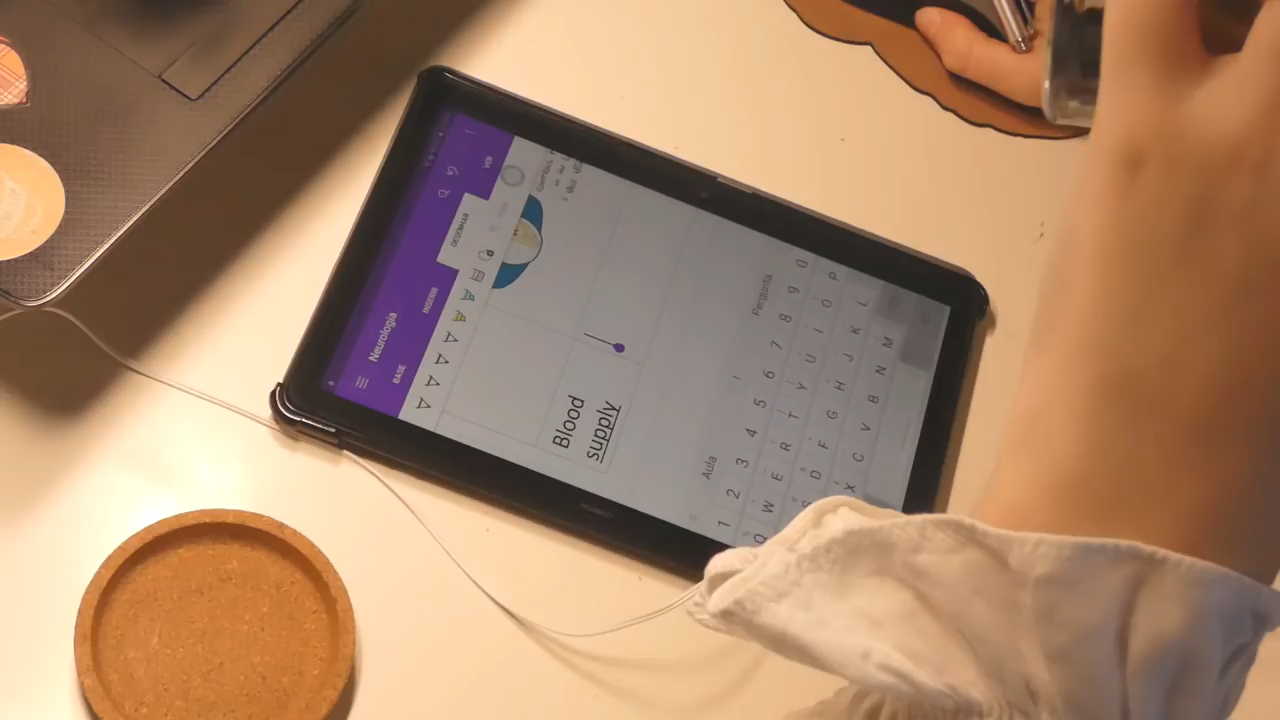 Neurologia
BASE
INSERIR
DESENHAR
VER
Blood
supply
Aula
I
Pergunta
1 2 3 4 5 6 7 8 9 0
Q W E R T Y U I O P
S D F G H J K L
X C V B N M
HUAWEI